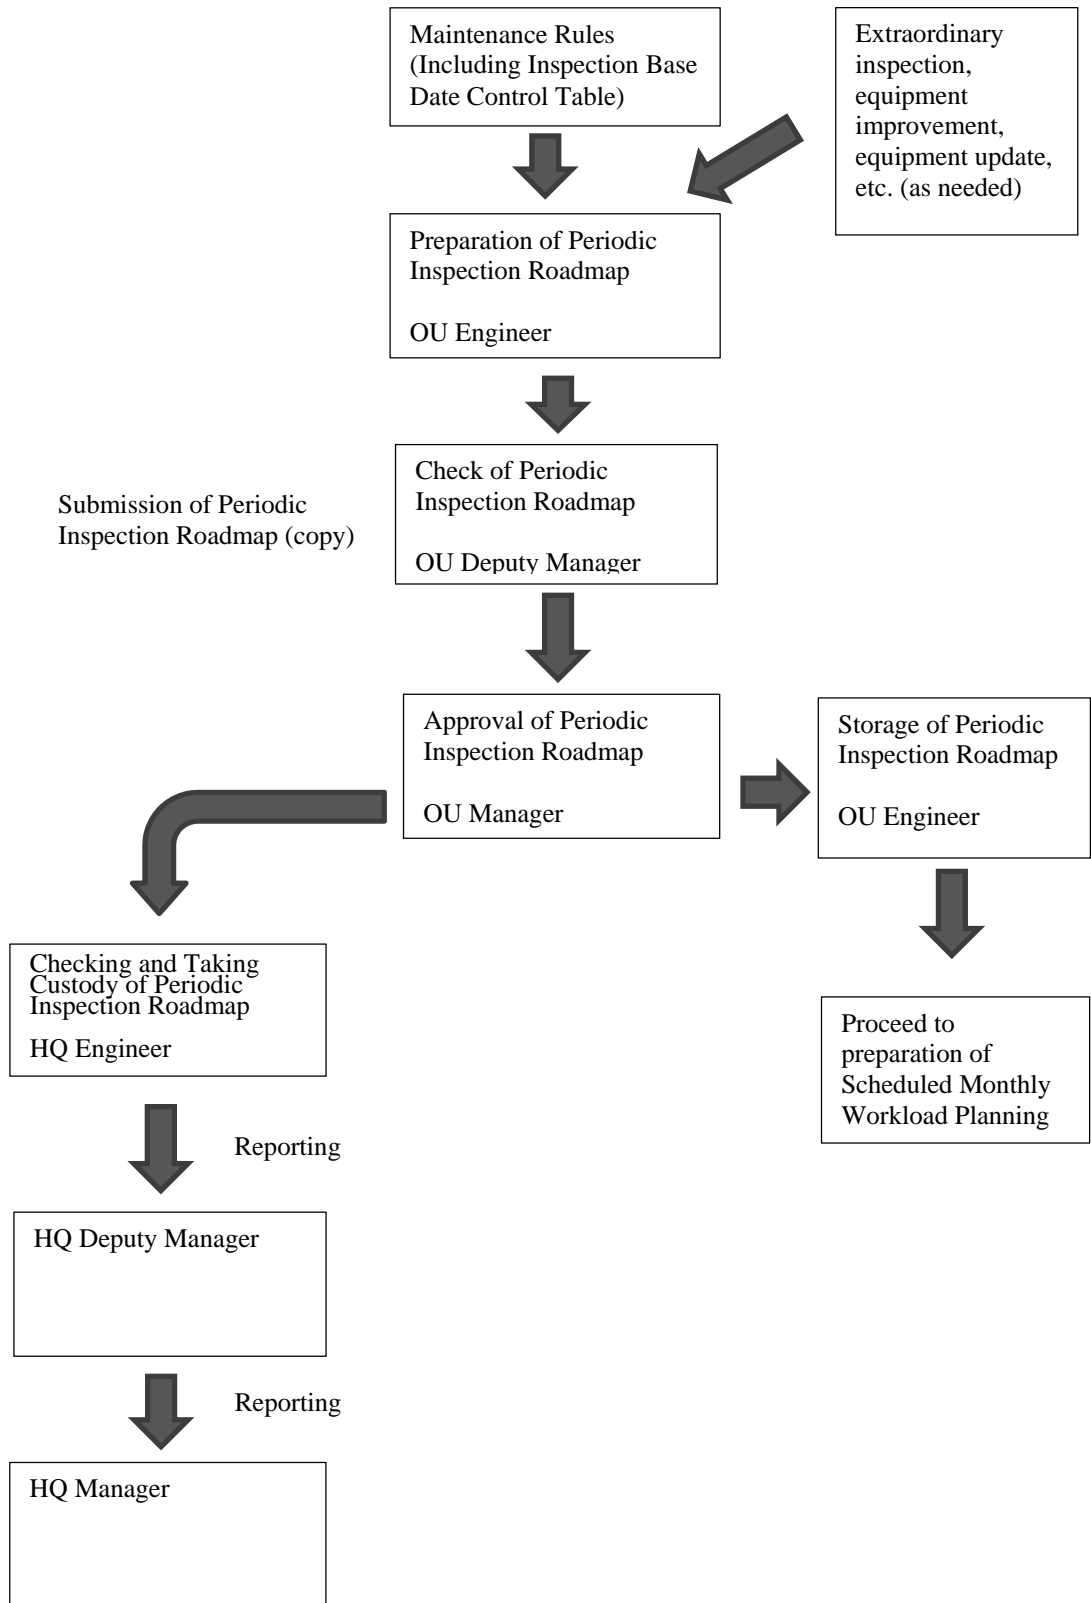 Maintenance Rules
(Including Inspection Base
Date Control Table)
Extraordinary
inspection,
equipment
improvement,
equipment update,
etc. (as needed)
Preparation of Periodic
Inspection Roadmap
OU Engineer
Check of Periodic
Inspection Roadmap
OU Deputy Manager
Submission of Periodic
Inspection Roadmap (copy)
Approval of Periodic
Inspection Roadmap
OU Manager
Storage of Periodic
Inspection Roadmap
OU Engineer
Checking and Taking
Custody of Periodic
Inspection Roadmap
HQ Engineer
Proceed to
preparation of
Scheduled Monthly
Workload Planning
Reporting
HQ Deputy Manager
Reporting
HQ Manager